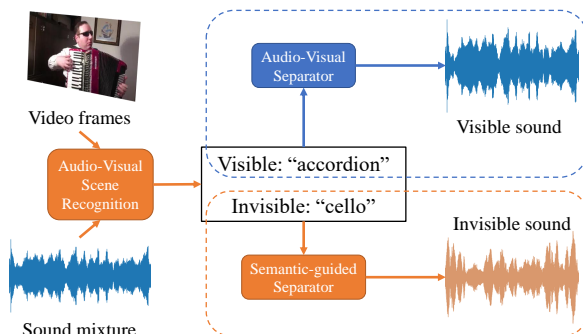 Video frames
Audio-Visual
Scene
Recognition
Sound mixture
Audio-Visual
Separator
Visible sound
Visible: “accordion”
Invisible: “cello”
Semantic-guided
Separator
Invisible sound